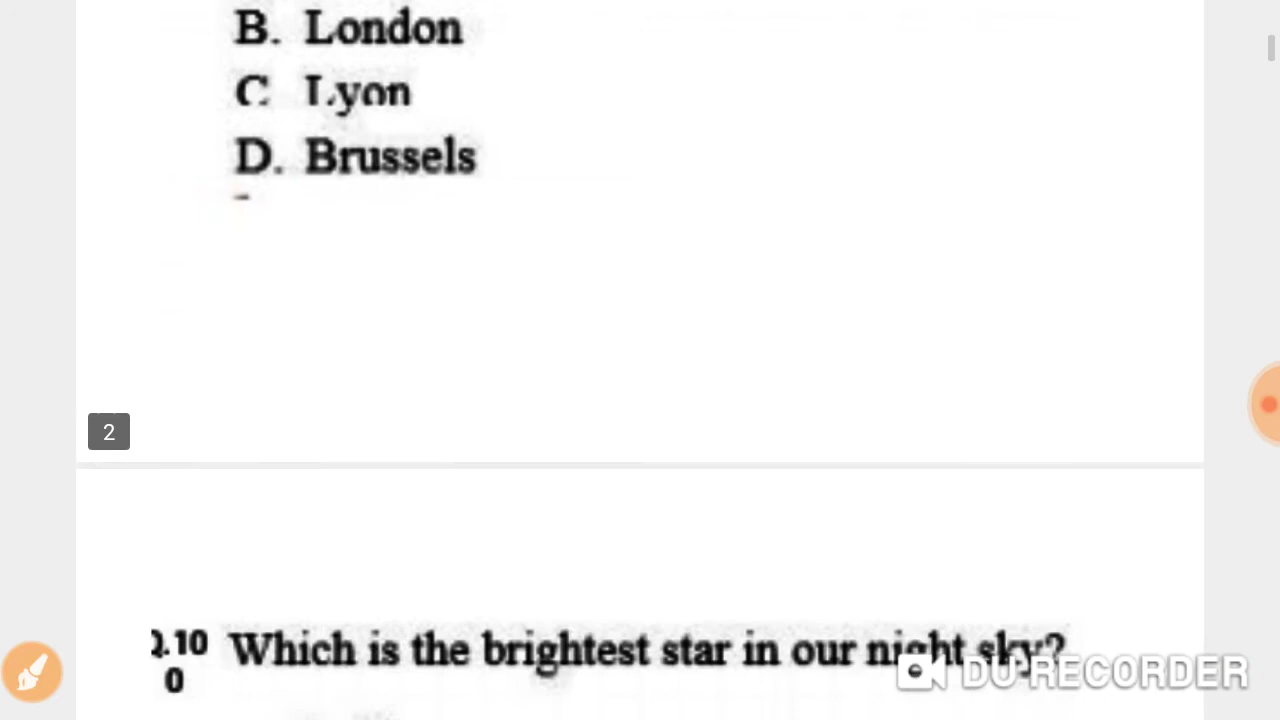 B. London
C. Lyon
D. Brussels
2
Q.10 Which is the brightest star in our night sky?
0
DU RECORDER